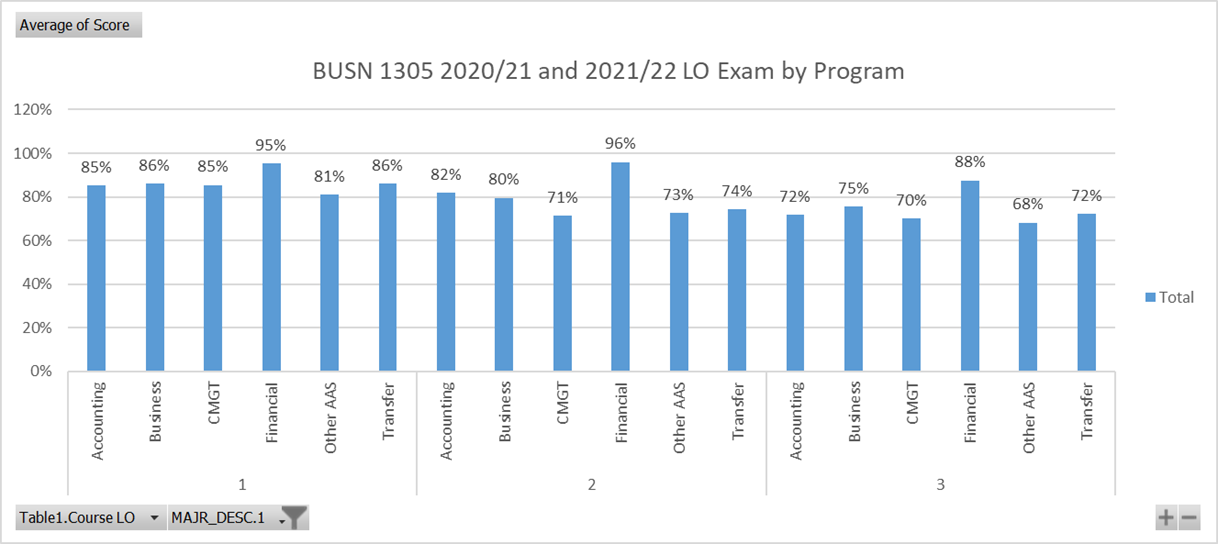 Average of Score
BUSN 1305 2020/21 and 2021/22 LO Exam by Program
120%
100%
80%
60%
40%
20%
0%
85%
86%
85%
95%
81%
86%
82%
80%
71%
96%
73%
74%
72%
75%
70%
88%
68%
72%
Total
Accounting
Business
CMGT
Financial
Other AAS
Transfer
Accounting
Business
CMGT
Financial
Other AAS
Transfer
Accounting
Business
CMGT
Financial
Other AAS
Transfer
1
2
3
Table1.Course LO
MAJR_DESC.1